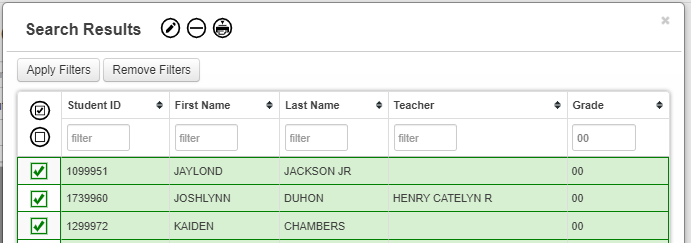 Search Results
Apply Filters Remove Filters
Student ID First Name Last Name Teacher Grade
filter filter filter filter 00
1099951 JAYLOND JACKSON JR 00
1739960 JOSHLYNN DUHON HENRY CATELYN R 00
1299972 KAIDEN CHAMBERS 00